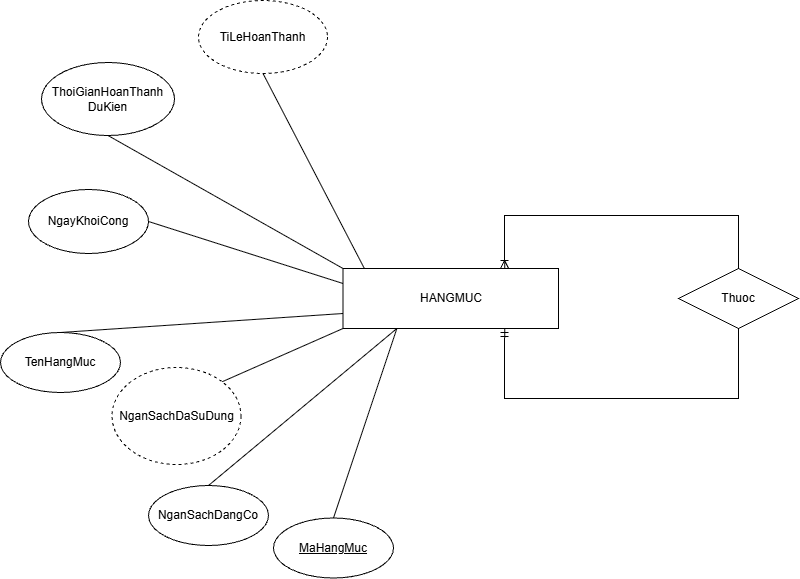 TiLeHoanThanh
ThoiGianHoanThanh
DuKien
NgayKhoiCong
HANGMUC
Thuoc
TenHangMuc
NganSachDaSuDung
NganSachDangCo
MaHangMuc